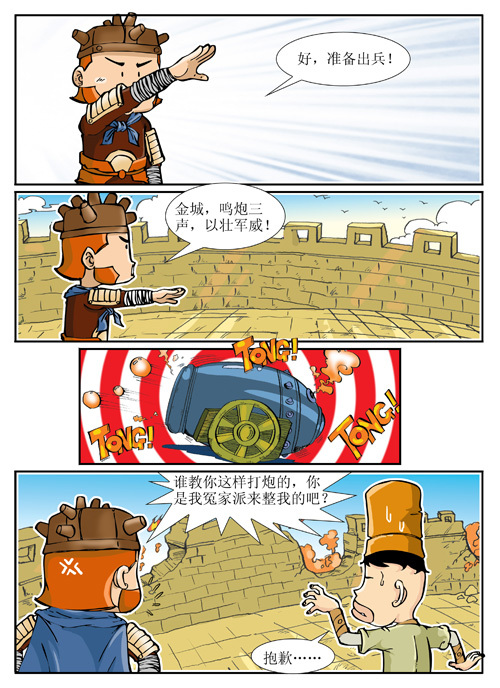 好，准备出兵！
金城，鸣炮三
声，以壮军威！
TONG!
TONG!
TONG!
谁教你这样打炮的，你
是我冤家派来整我的吧？
抱歉……